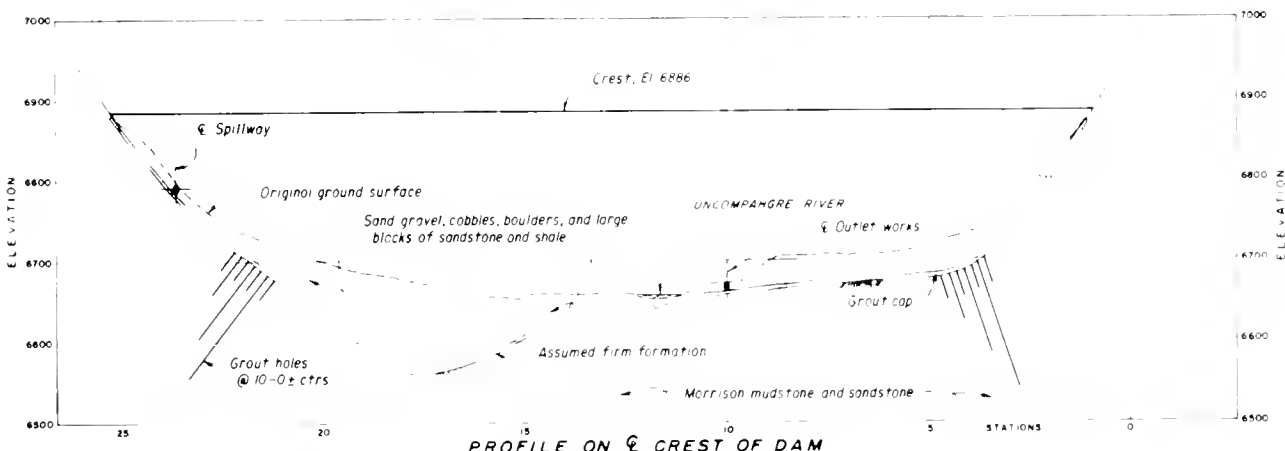 7000
7000
Crest, El 6886
6900
6900
℄ Spillway
6800
6800
Original ground surface
UNCOMPAHGRE RIVER
Sand gravel, cobbles, boulders, and large
blocks of sandstone and shale
℄ Outlet works
ELEVATION
ELEVATION
6700
6700
Grout cap
6600
6600
Assumed firm formation
Grout holes
@ 10-0± ctrs
Morrison mudstone and sandstone
6500
6500
25 20 15 10 5 STATIONS 0
PROFILE ON ℄ CREST OF DAM